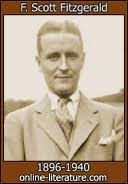 F. Scott Fitzgerald
1896-1940
online-literature.com